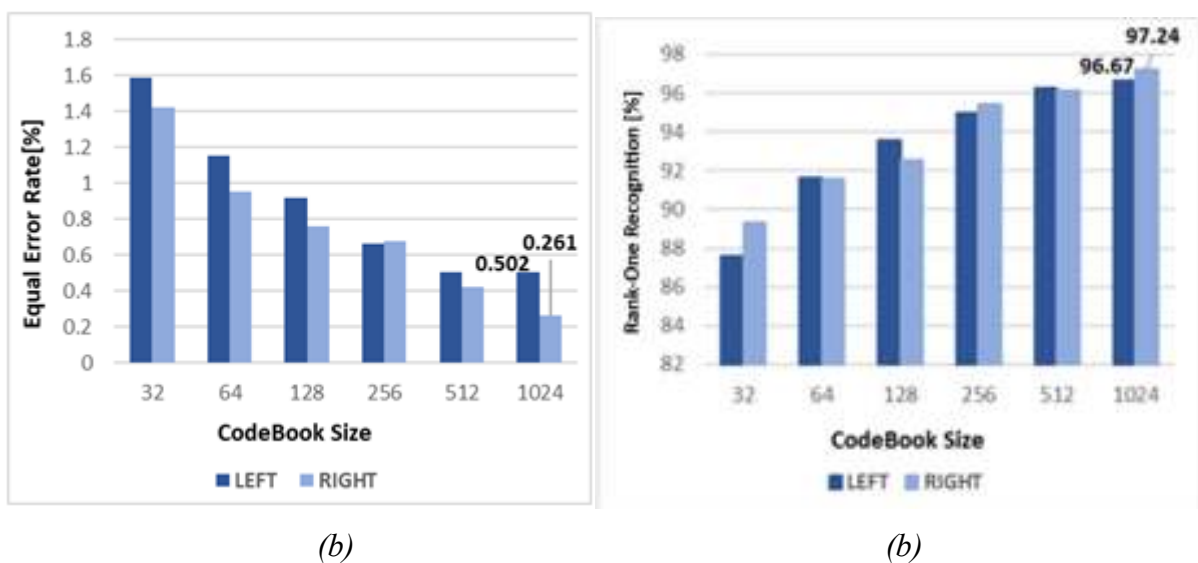 1.8
1.6
1.4
1.2
1
0.8
0.6
0.4
0.2
0
Equal Error Rate[%]
0.502
0.261
32 64 128 256 512 1024
CodeBook Size
LEFT RIGHT
(b)
98
96
94
92
90
88
86
84
82
Rank-One Recognition [%]
96.67
97.24
32 64 128 256 512 1024
CodeBook Size
LEFT RIGHT
(b)